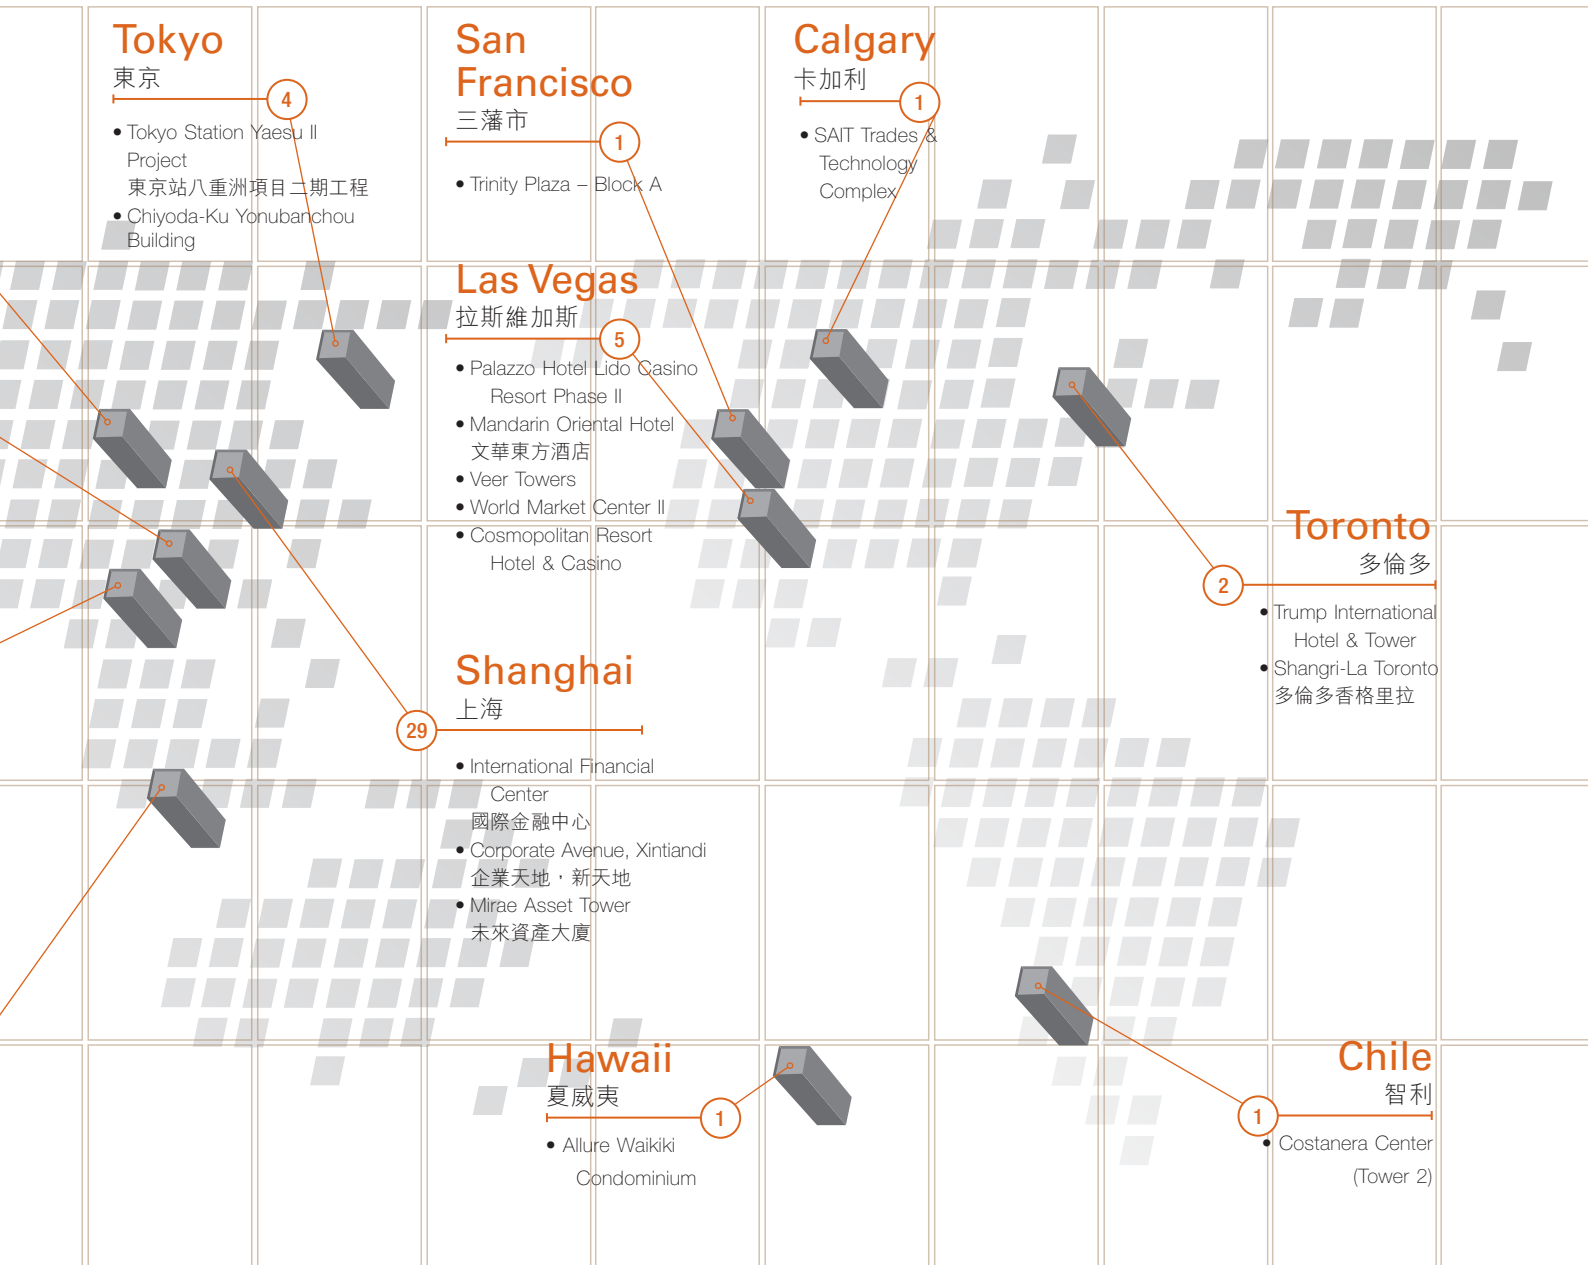 Tokyo
東京
4
• Tokyo Station Yaesu II
Project
東京站八重洲項目二期工程
• Chiyoda-Ku Yonubanchou
Building
San
Francisco
三藩市
1
• Trinity Plaza – Block A
Calgary
卡加利
1
• SAIT Trades &
Technology
Complex
Las Vegas
拉斯維加斯
5
• Palazzo Hotel Lido Casino
Resort Phase II
• Mandarin Oriental Hotel
文華東方酒店
• Veer Towers
• World Market Center II
• Cosmopolitan Resort
Hotel & Casino
Toronto
多倫多
2
• Trump International
Hotel & Tower
• Shangri-La Toronto
多倫多香格里拉
Shanghai
上海
29
• International Financial
Center
國際金融中心
• Corporate Avenue, Xintiandi
企業天地，新天地
• Mirae Asset Tower
未來資產大廈
Hawaii
夏威夷
1
• Allure Waikiki
Condominium
Chile
智利
1
• Costanera Center
(Tower 2)